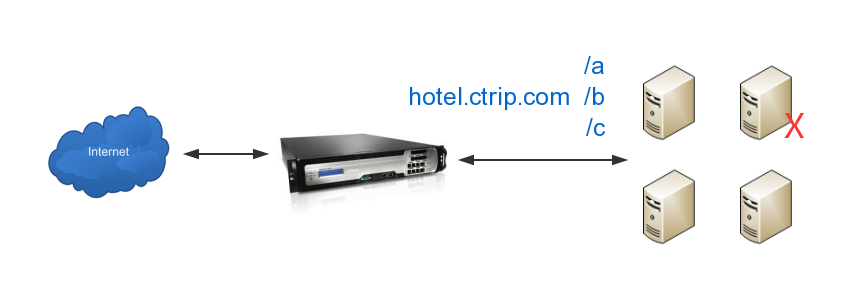 /a
hotel.ctrip.com /b
/c
Internet
X